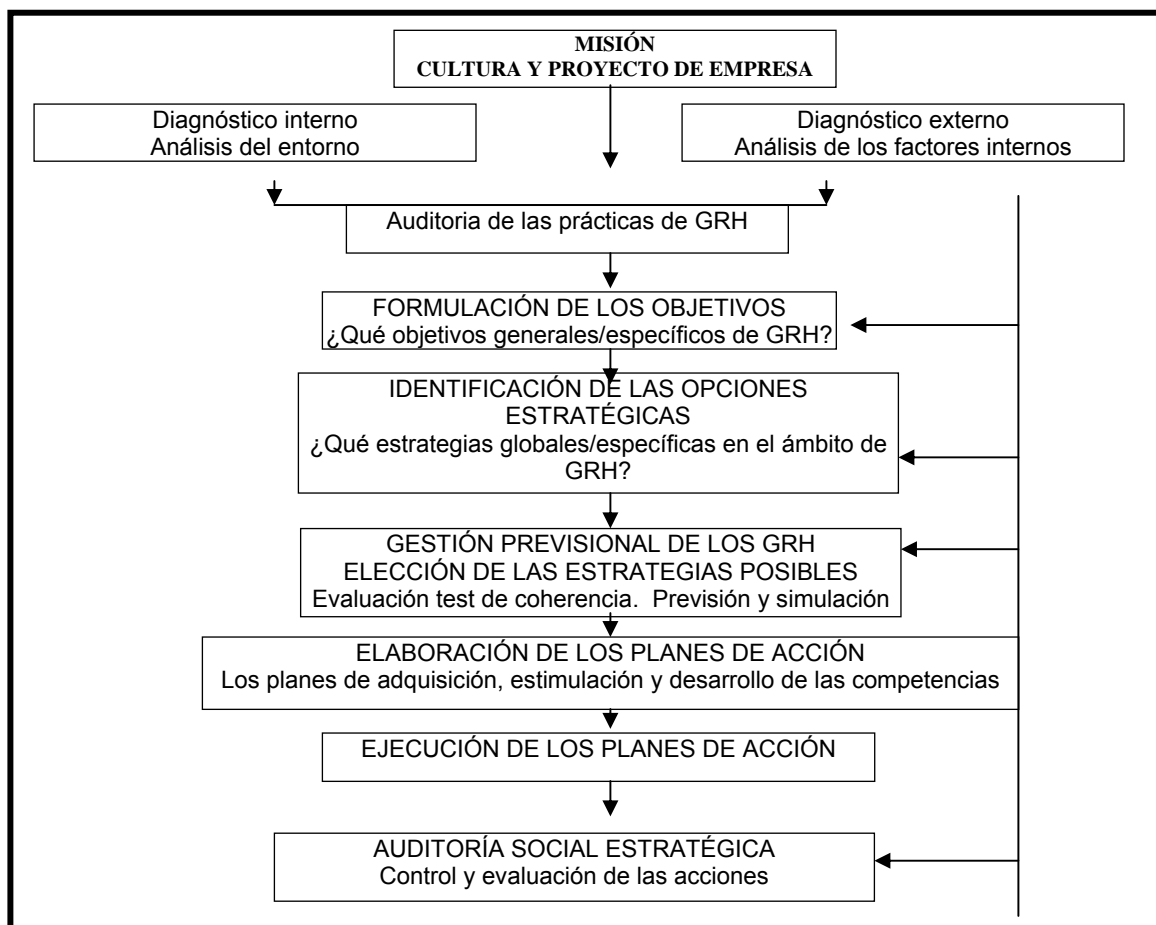 MISIÓN
CULTURA Y PROYECTO DE EMPRESA
Diagnóstico interno
Análisis del entorno
Diagnóstico externo
Análisis de los factores internos
Auditoria de las prácticas de GRH
FORMULACIÓN DE LOS OBJETIVOS
¿Qué objetivos generales/específicos de GRH?
IDENTIFICACIÓN DE LAS OPCIONES
ESTRATÉGICAS
¿Qué estrategias globales/específicas en el ámbito de
GRH?
GESTIÓN PREVISIONAL DE LOS GRH
ELECCIÓN DE LAS ESTRATEGIAS POSIBLES
Evaluación test de coherencia. Previsión y simulación
ELABORACIÓN DE LOS PLANES DE ACCIÓN
Los planes de adquisición, estimulación y desarrollo de las competencias
EJECUCIÓN DE LOS PLANES DE ACCIÓN
AUDITORÍA SOCIAL ESTRATÉGICA
Control y evaluación de las acciones